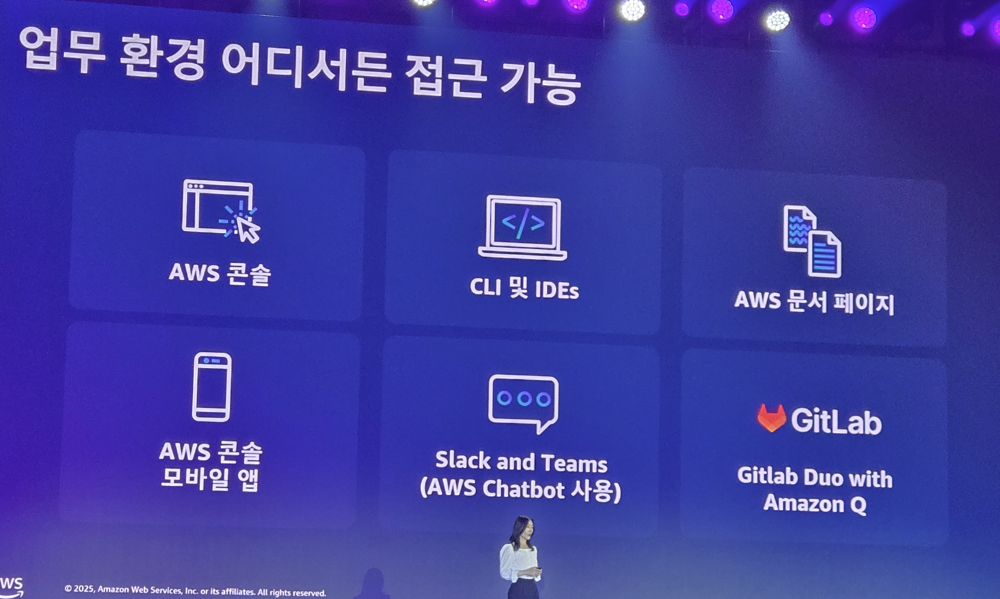 업무 환경 어디서든 접근 가능
AWS 콘솔
CLI 및 IDEs
AWS 문서 페이지
AWS 콘솔
모바일 앱
Slack and Teams
(AWS Chatbot 사용)
GitLab
Gitlab Duo with
Amazon Q
WS
© 2025, Amazon Web Services, Inc. or its affiliates. All rights reserved.